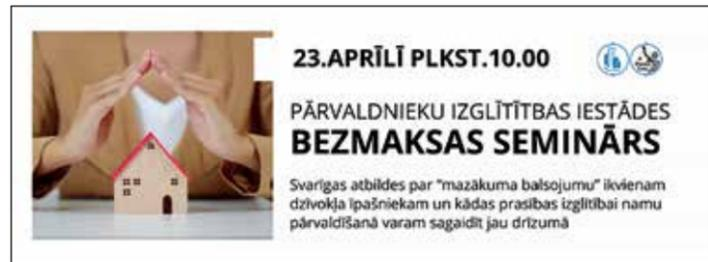 23.APRĪLĪ PLKST.10.00
PĀRVALDNIEKU IZGLĪTĪTBAS IESTĀDES
BEZMAKSAS SEMINĀRS
Svarīgas atbildes par "mazākuma balsojumu" ikvienam
dzīvokļa īpašniekam un kādas prasības izglītībai namu
pārvaldīšanā varam sagaidīt jau drīzumā